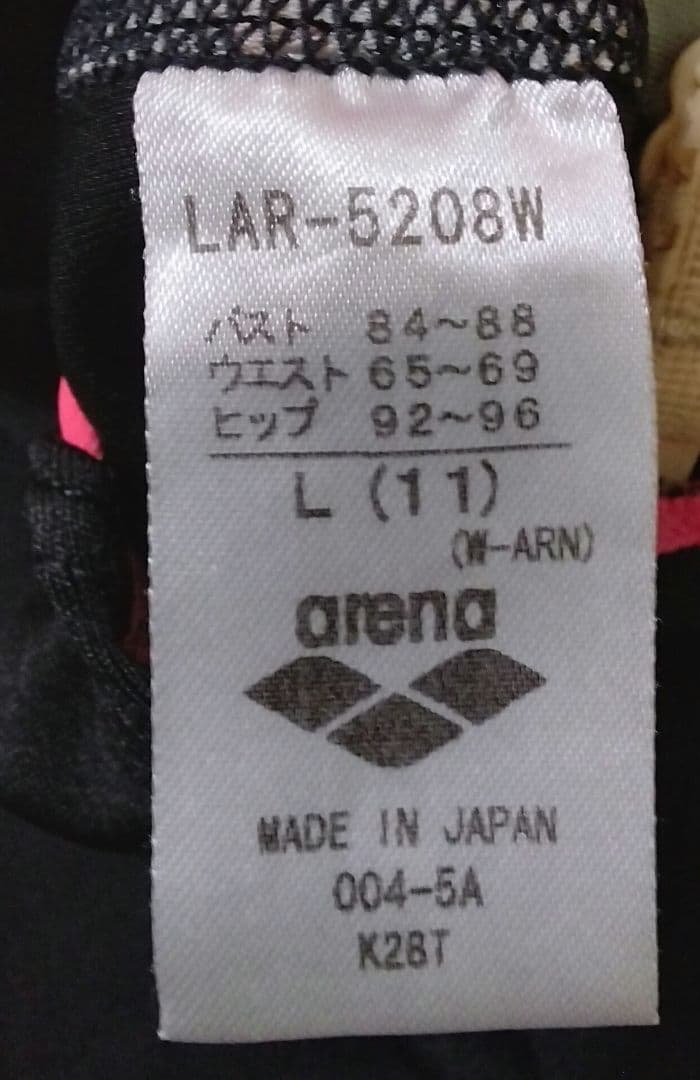 LAR-5208W
バスト 84~88
ウエスト 65~69
ヒップ 92~96
L (11)
(W-ARN)
arena
MADE IN JAPAN
004-5A
K28T